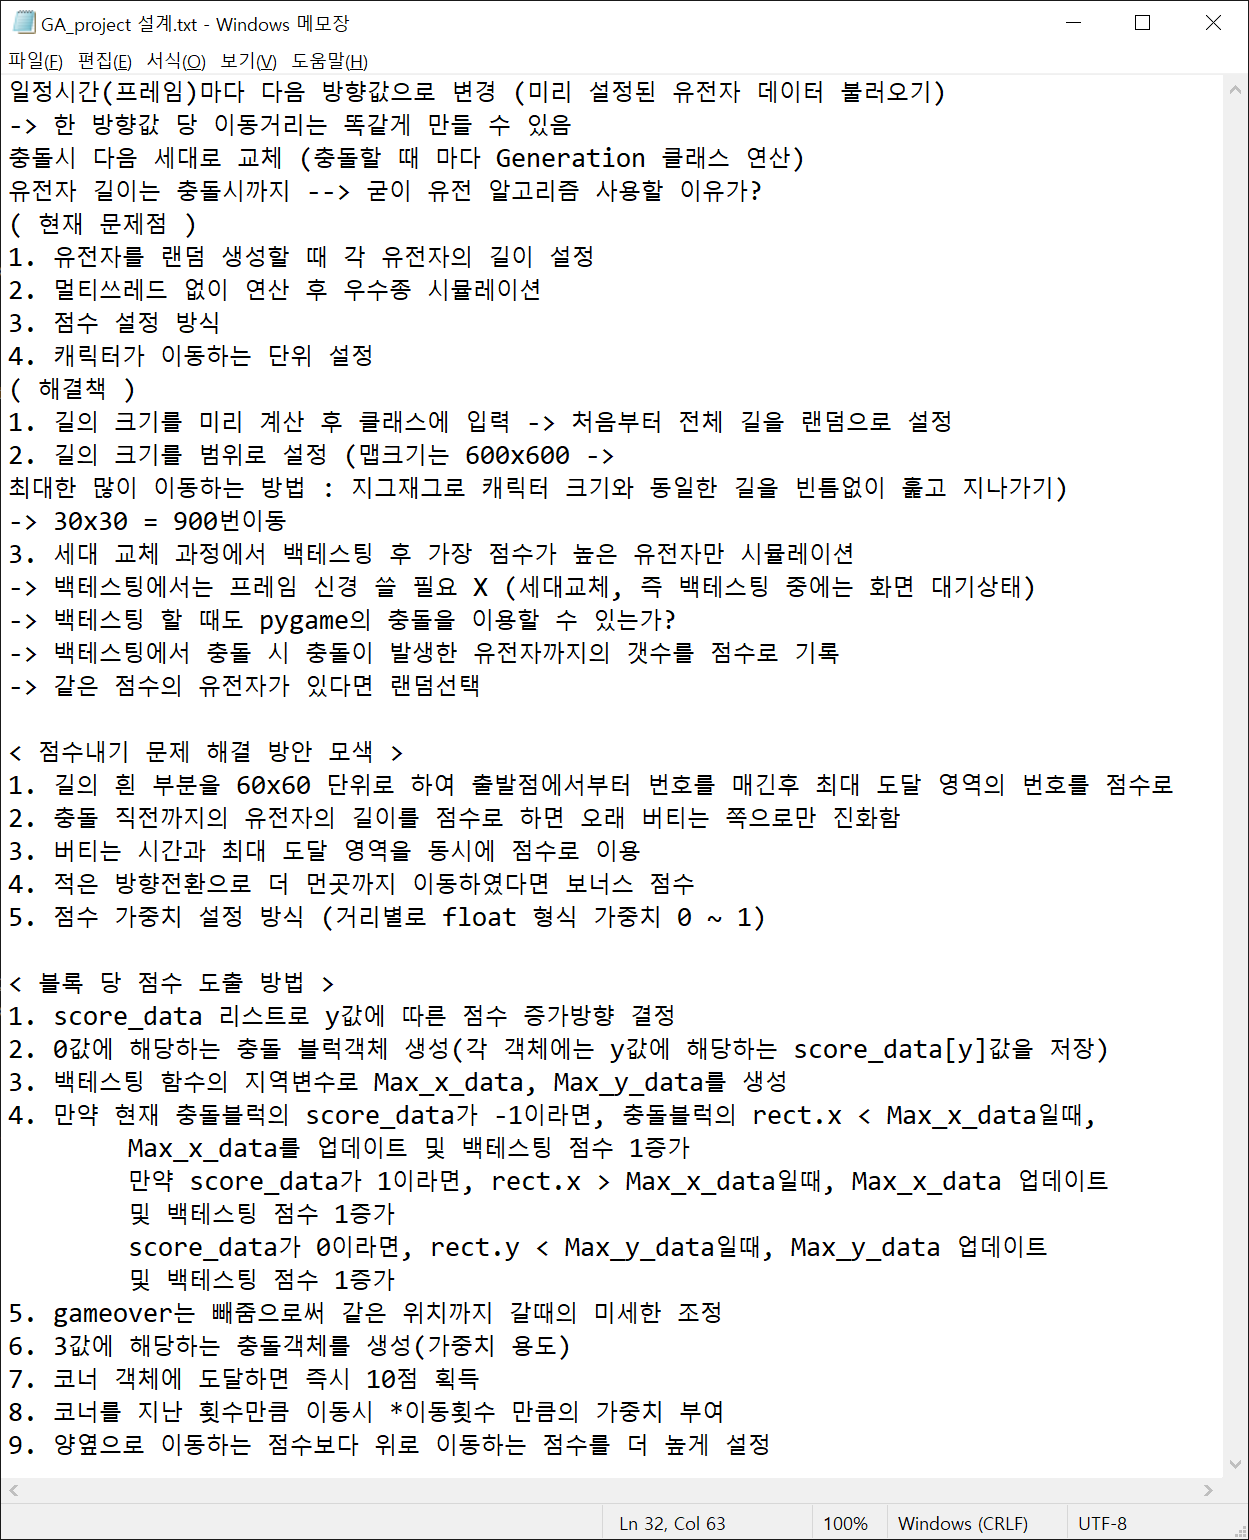 GA_project 설계.txt - Windows 메모장
파일(F) 편집(E) 서식(O) 보기(V) 도움말(H)
일정시간(프레임)마다 다음 방향값으로 변경 (미리 설정된 유전자 데이터 불러오기)
-> 한 방향값 당 이동거리는 똑같게 만들 수 있음
충돌시 다음 세대로 교체 (충돌할 때 마다 Generation 클래스 연산)
유전자 길이는 충돌시까지 --> 굳이 유전 알고리즘 사용할 이유가?
( 현재 문제점 )
1. 유전자를 랜덤 생성할 때 각 유전자의 길이 설정
2. 멀티쓰레드 없이 연산 후 우수종 시뮬레이션
3. 점수 설정 방식
4. 캐릭터가 이동하는 단위 설정
( 해결책 )
1. 길의 크기를 미리 계산 후 클래스에 입력 -> 처음부터 전체 길을 랜덤으로 설정
2. 길의 크기를 범위로 설정 (맵크기는 600x600 ->
최대한 많이 이동하는 방법 : 지그재그로 캐릭터 크기와 동일한 길을 빈틈없이 훑고 지나가기)
-> 30x30 = 900번이동
3. 세대 교체 과정에서 백테스팅 후 가장 점수가 높은 유전자만 시뮬레이션
-> 백테스팅에서는 프레임 신경 쓸 필요 X (세대교체, 즉 백테스팅 중에는 화면 대기상태)
-> 백테스팅 할 때도 pygame의 충돌을 이용할 수 있는가?
-> 백테스팅에서 충돌 시 충돌이 발생한 유전자까지의 갯수를 점수로 기록
-> 같은 점수의 유전자가 있다면 랜덤선택
< 점수내기 문제 해결 방안 모색 >
1. 길의 흰 부분을 60x60 단위로 하여 출발점에서부터 번호를 매긴후 최대 도달 영역의 번호를 점수로
2. 충돌 직전까지의 유전자의 길이를 점수로 하면 오래 버티는 쪽으로만 진화함
3. 버티는 시간과 최대 도달 영역을 동시에 점수로 이용
4. 적은 방향전환으로 더 먼곳까지 이동하였다면 보너스 점수
5. 점수 가중치 설정 방식 (거리별로 float 형식 가중치 0 ~ 1)
< 블록 당 점수 도출 방법 >
1. score_data 리스트로 y값에 따른 점수 증가방향 결정
2. 0값에 해당하는 충돌 블럭객체 생성(각 객체에는 y값에 해당하는 score_data[y]값을 저장)
3. 백테스팅 함수의 지역변수로 Max_x_data, Max_y_data를 생성
4. 만약 현재 충돌블럭의 score_data가 -1이라면, 충돌블럭의 rect.x < Max_x_data일때,
Max_x_data를 업데이트 및 백테스팅 점수 1증가
만약 score_data가 1이라면, rect.x > Max_x_data일때, Max_x_data 업데이트
및 백테스팅 점수 1증가
score_data가 0이라면, rect.y < Max_y_data일때, Max_y_data 업데이트
및 백테스팅 점수 1증가
5. gameover는 빼줌으로써 같은 위치까지 갈때의 미세한 조정
6. 3값에 해당하는 충돌객체를 생성(가중치 용도)
7. 코너 객체에 도달하면 즉시 10점 획득
8. 코너를 지난 횟수만큼 이동시 *이동횟수 만큼의 가중치 부여
9. 양옆으로 이동하는 점수보다 위로 이동하는 점수를 더 높게 설정
Ln 32, Col 63 100% Windows (CRLF) UTF-8